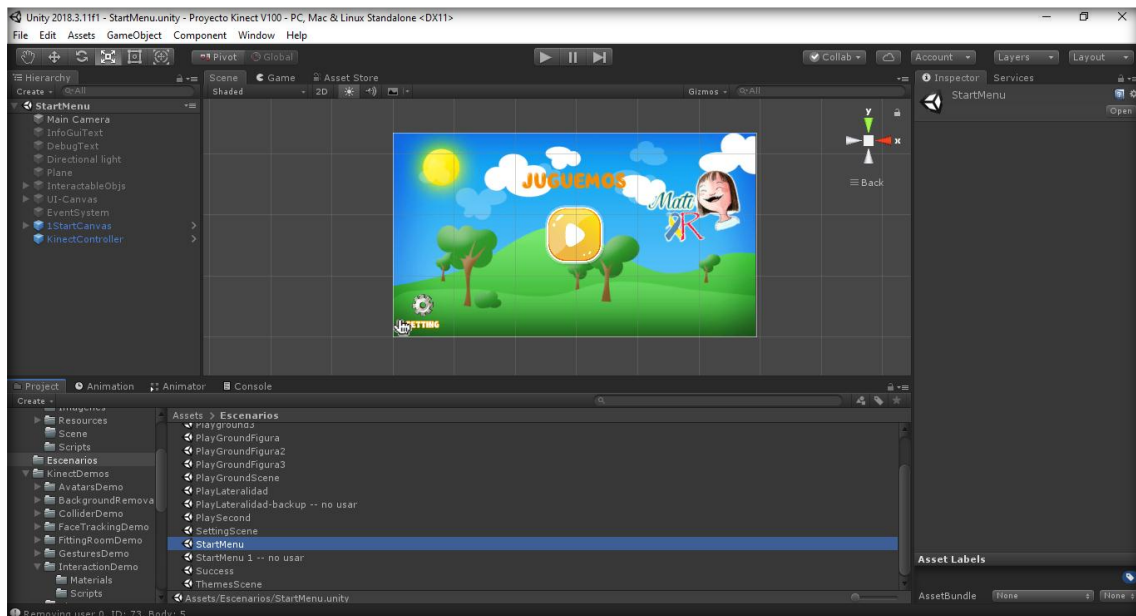 Unity 2018.3.11f1 - StartMenu.unity - Proyecto Kinect V100 - PC, Mac & Linux Standalone <DX11>
File Edit Assets GameObject Component Window Help
Pivot Global Collab Account Layers Layout
Hierarchy Scene Game Asset Store Inspector Services
Create All Shaded 2D Gizmos All
StartMenu
Main Camera
InfoGuiText
DebugText
Directional light
Plane
InteractableObjs
UI-Canvas
EventSystem
1StartCanvas
KinectController
StartMenu
Open
y
x
Back
JUGUEMOS
Mati
R
SETTING
Project Animation Animator Console
Create
Imagenes
Resources
Scene
Scripts
Escenarios
KinectDemos
AvatarsDemo
BackgroundRemova
ColliderDemo
FaceTrackingDemo
FittingRoomDemo
GesturesDemo
InteractionDemo
Materials
Scripts
Assets > Escenarios
Playground3
PlayGroundFigura
PlayGroundFigura2
PlayGroundFigura3
PlayGroundScene
PlayLateralidad
PlayLateralidad-backup -- no usar
PlaySecond
SettingScene
StartMenu
StartMenu 1 -- no usar
Success
ThemesScene
Assets/Escenarios/StartMenu.unity
Asset Labels
AssetBundle None None
Removing user 0, ID: 73, Body: 5